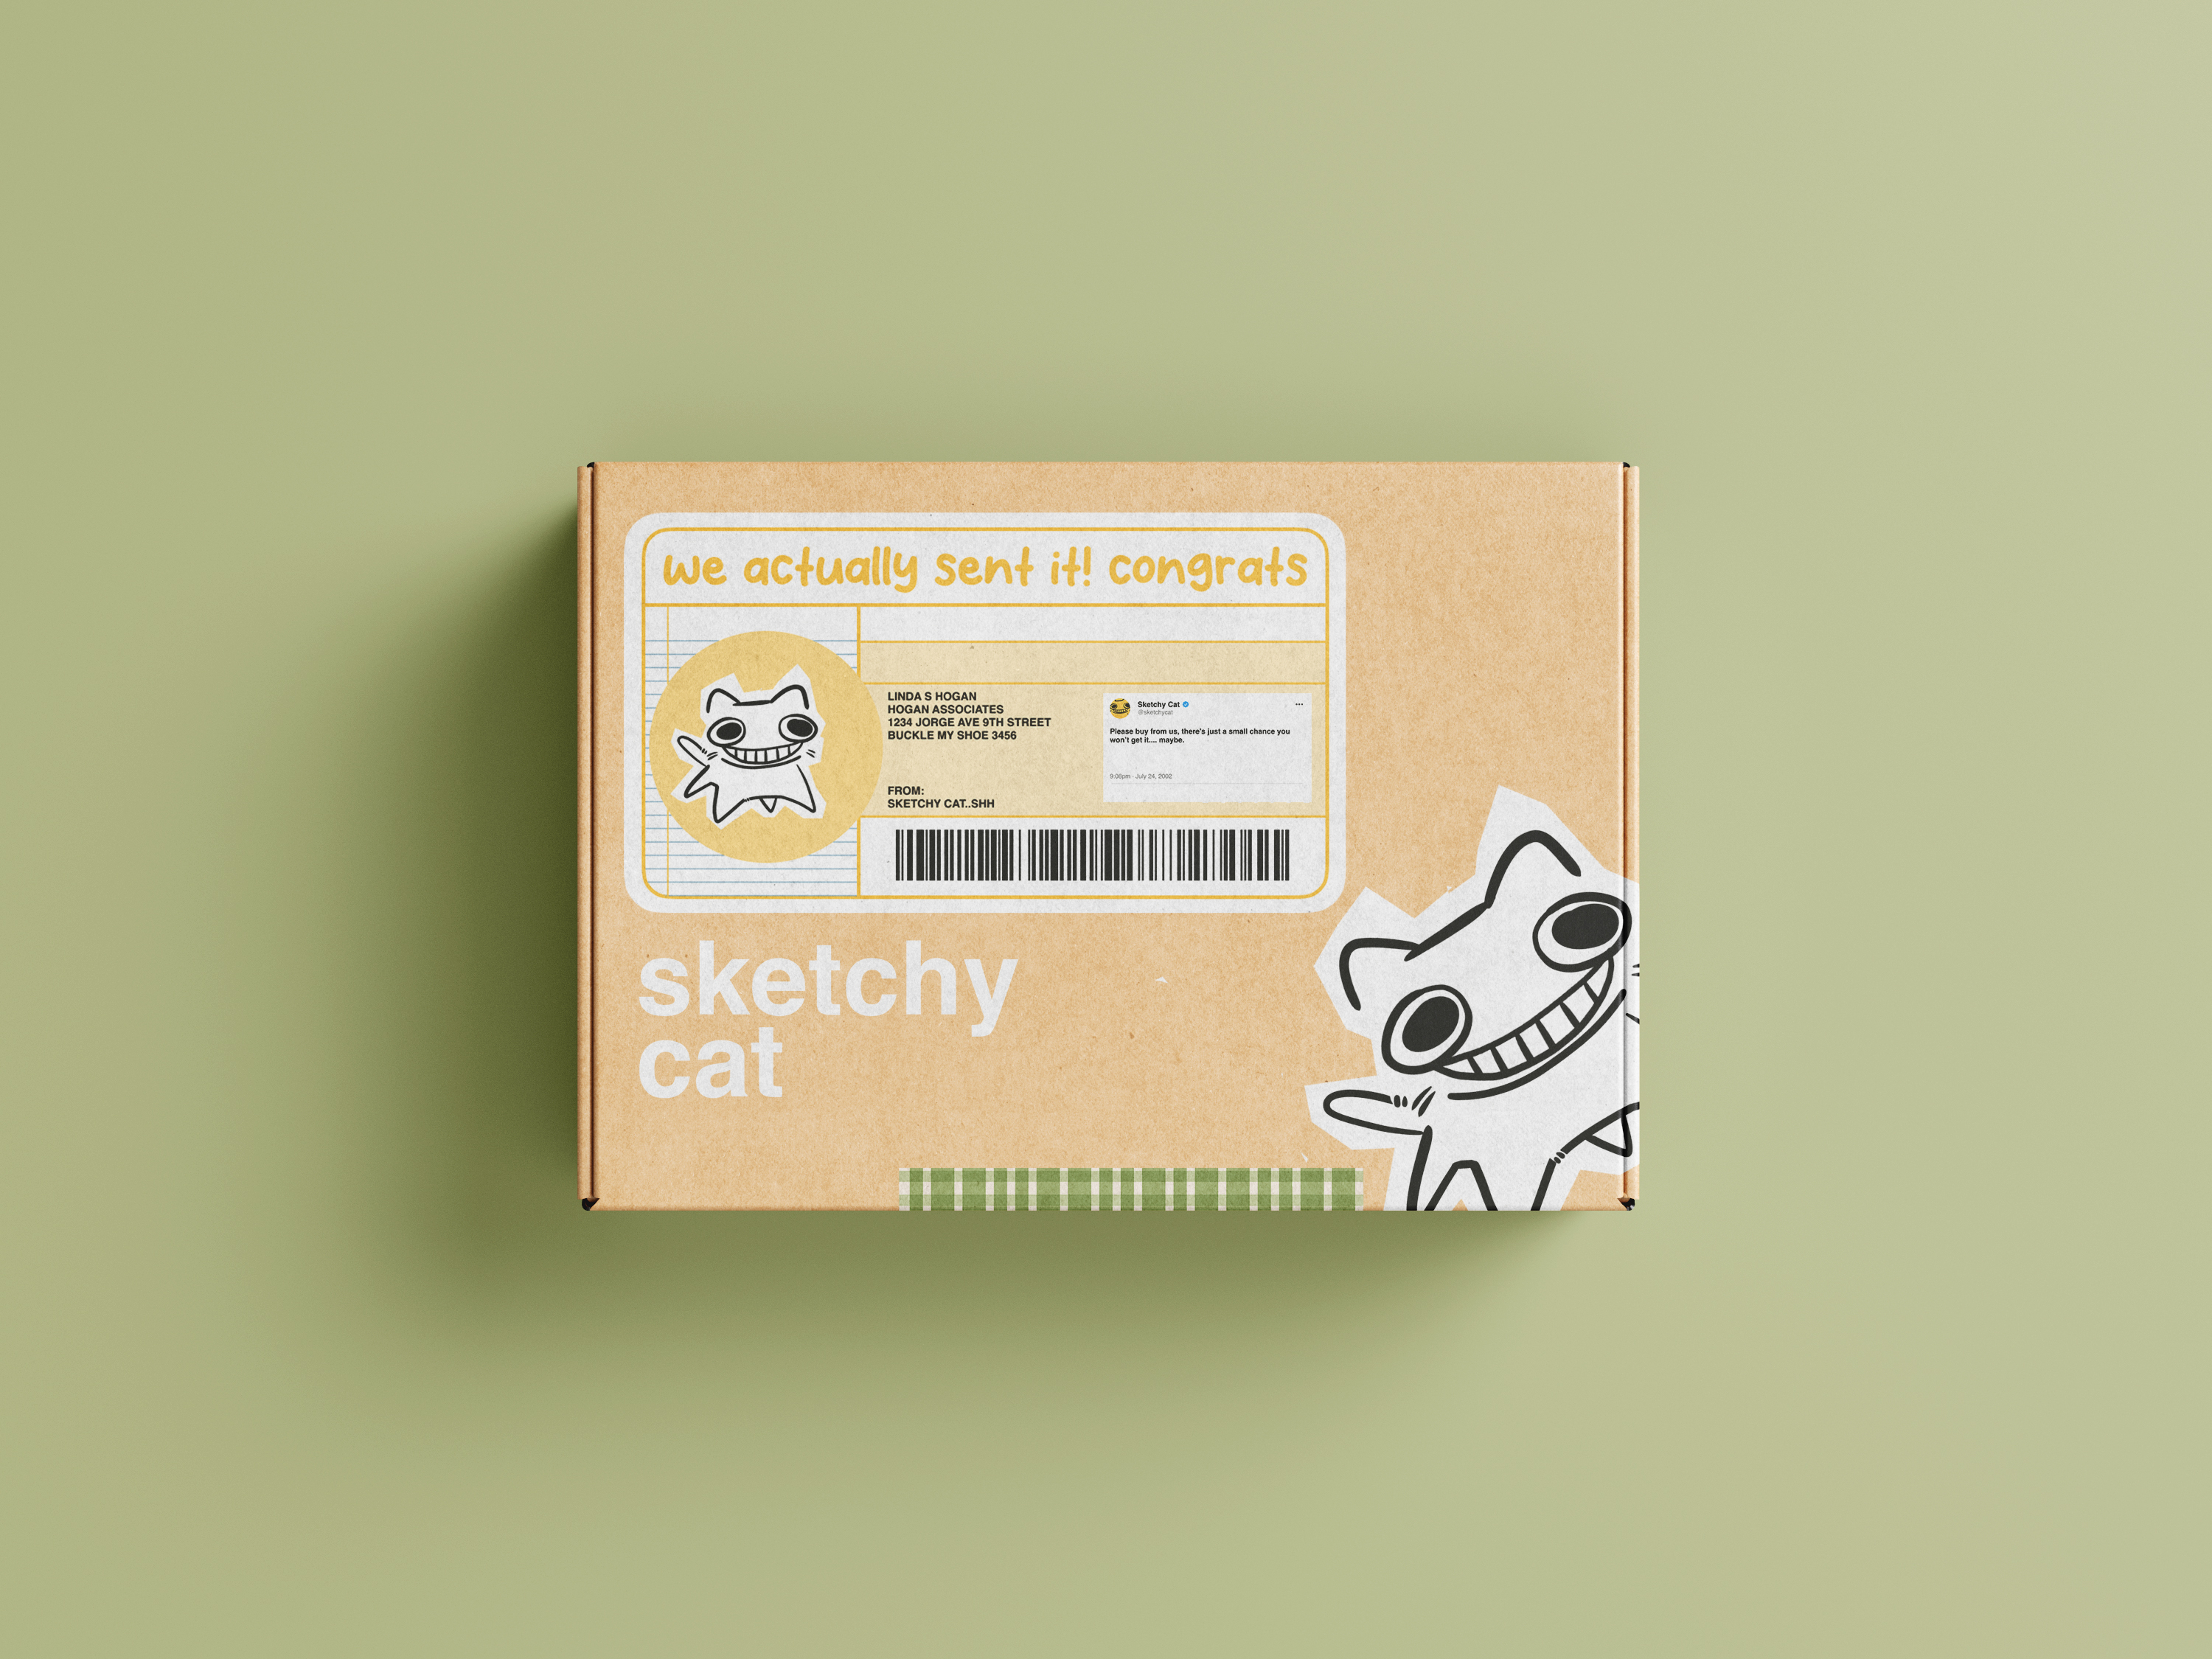 we actually sent it! congrats
LINDA S HOGAN
HOGAN ASSOCIATES
1234 JORGE AVE 9TH STREET
BUCKLE MY SHOE 3456
FROM:
SKETCHY CAT..SHH
Sketchy Cat
@sketchycat
Please buy from us, there's just a small chance you
won't get it.... maybe.
9:08pm · July 24, 2002
sketchy
cat